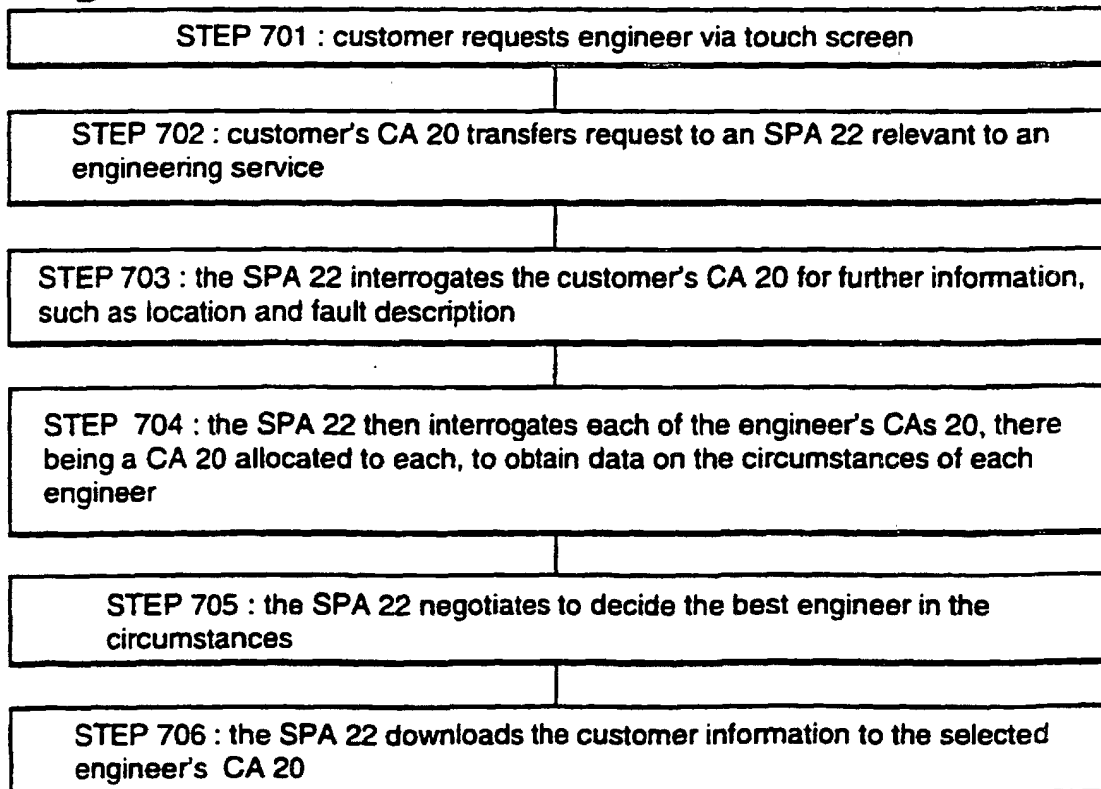 STEP 701 : customer requests engineer via touch screen
STEP 702 : customer's CA 20 transfers request to an SPA 22 relevant to an
engineering service
STEP 703 : the SPA 22 interrogates the customer's CA 20 for further information,
such as location and fault description
STEP 704 : the SPA 22 then interrogates each of the engineer's CAs 20, there
being a CA 20 allocated to each, to obtain data on the circumstances of each
engineer
STEP 705 : the SPA 22 negotiates to decide the best engineer in the
circumstances
STEP 706 : the SPA 22 downloads the customer information to the selected
engineer's CA 20